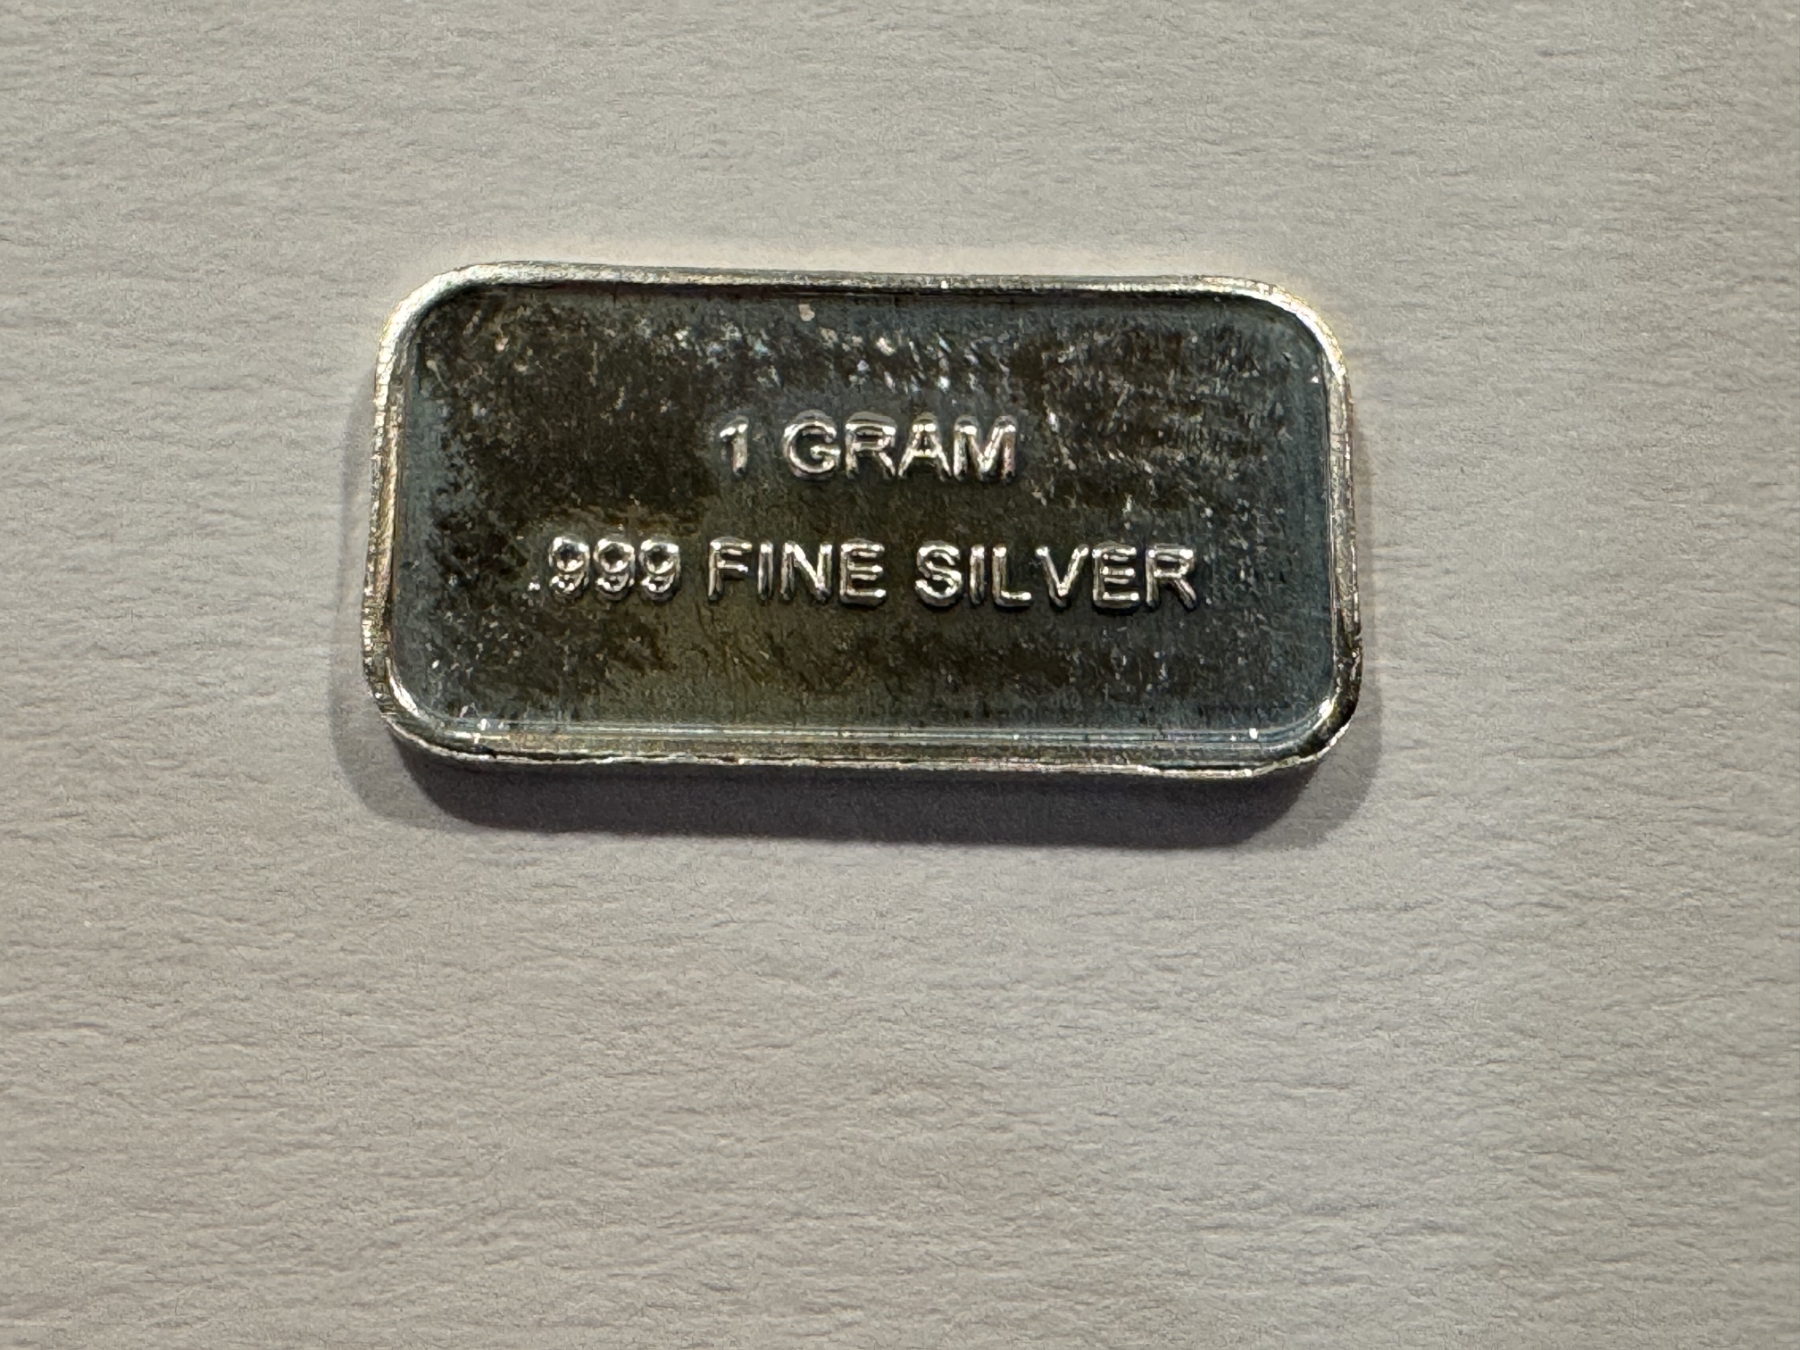 1 GRAM
.999 FINE SILVER